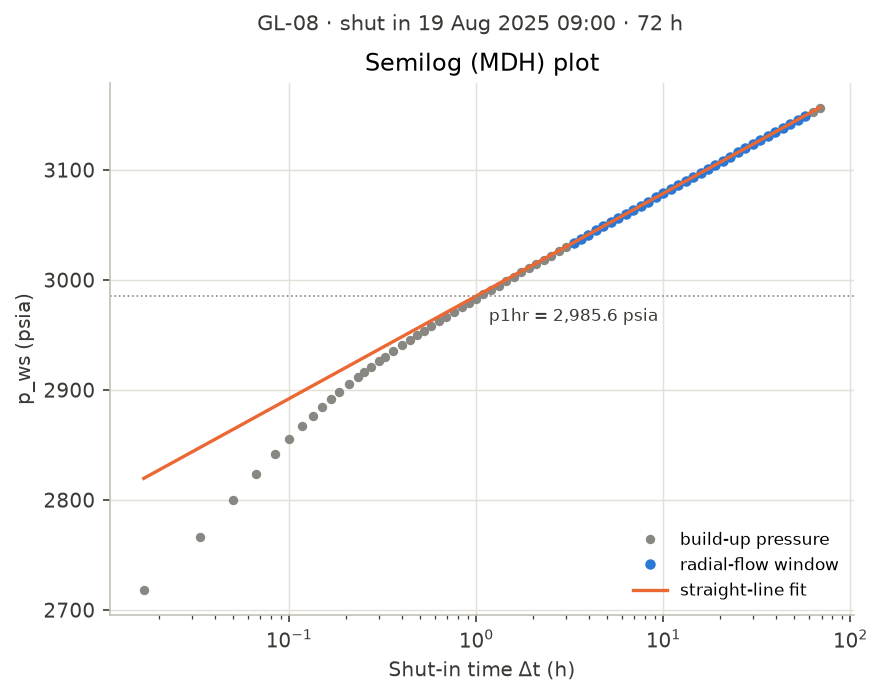 GL-08 · shut in 19 Aug 2025 09:00 · 72 h
Semilog (MDH) plot
p_ws (psia)
3100
3000
2900
2800
2700
p1hr = 2,985.6 psia
build-up pressure
radial-flow window
straight-line fit
10⁻¹ 10⁰ 10¹ 10²
Shut-in time Δt (h)